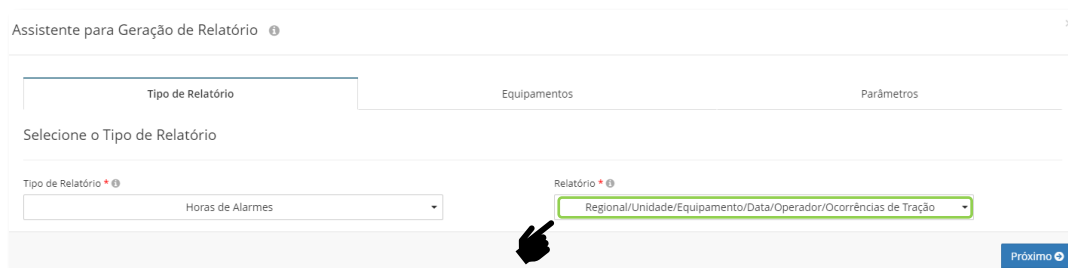 Assistente para Geração de Relatório
Tipo de Relatório
Equipamentos
Parâmetros
Selecione o Tipo de Relatório
Tipo de Relatório *
Relatório *
Horas de Alarmes
Regional/Unidade/Equipamento/Data/Operador/Ocorrências de Tração
Próximo